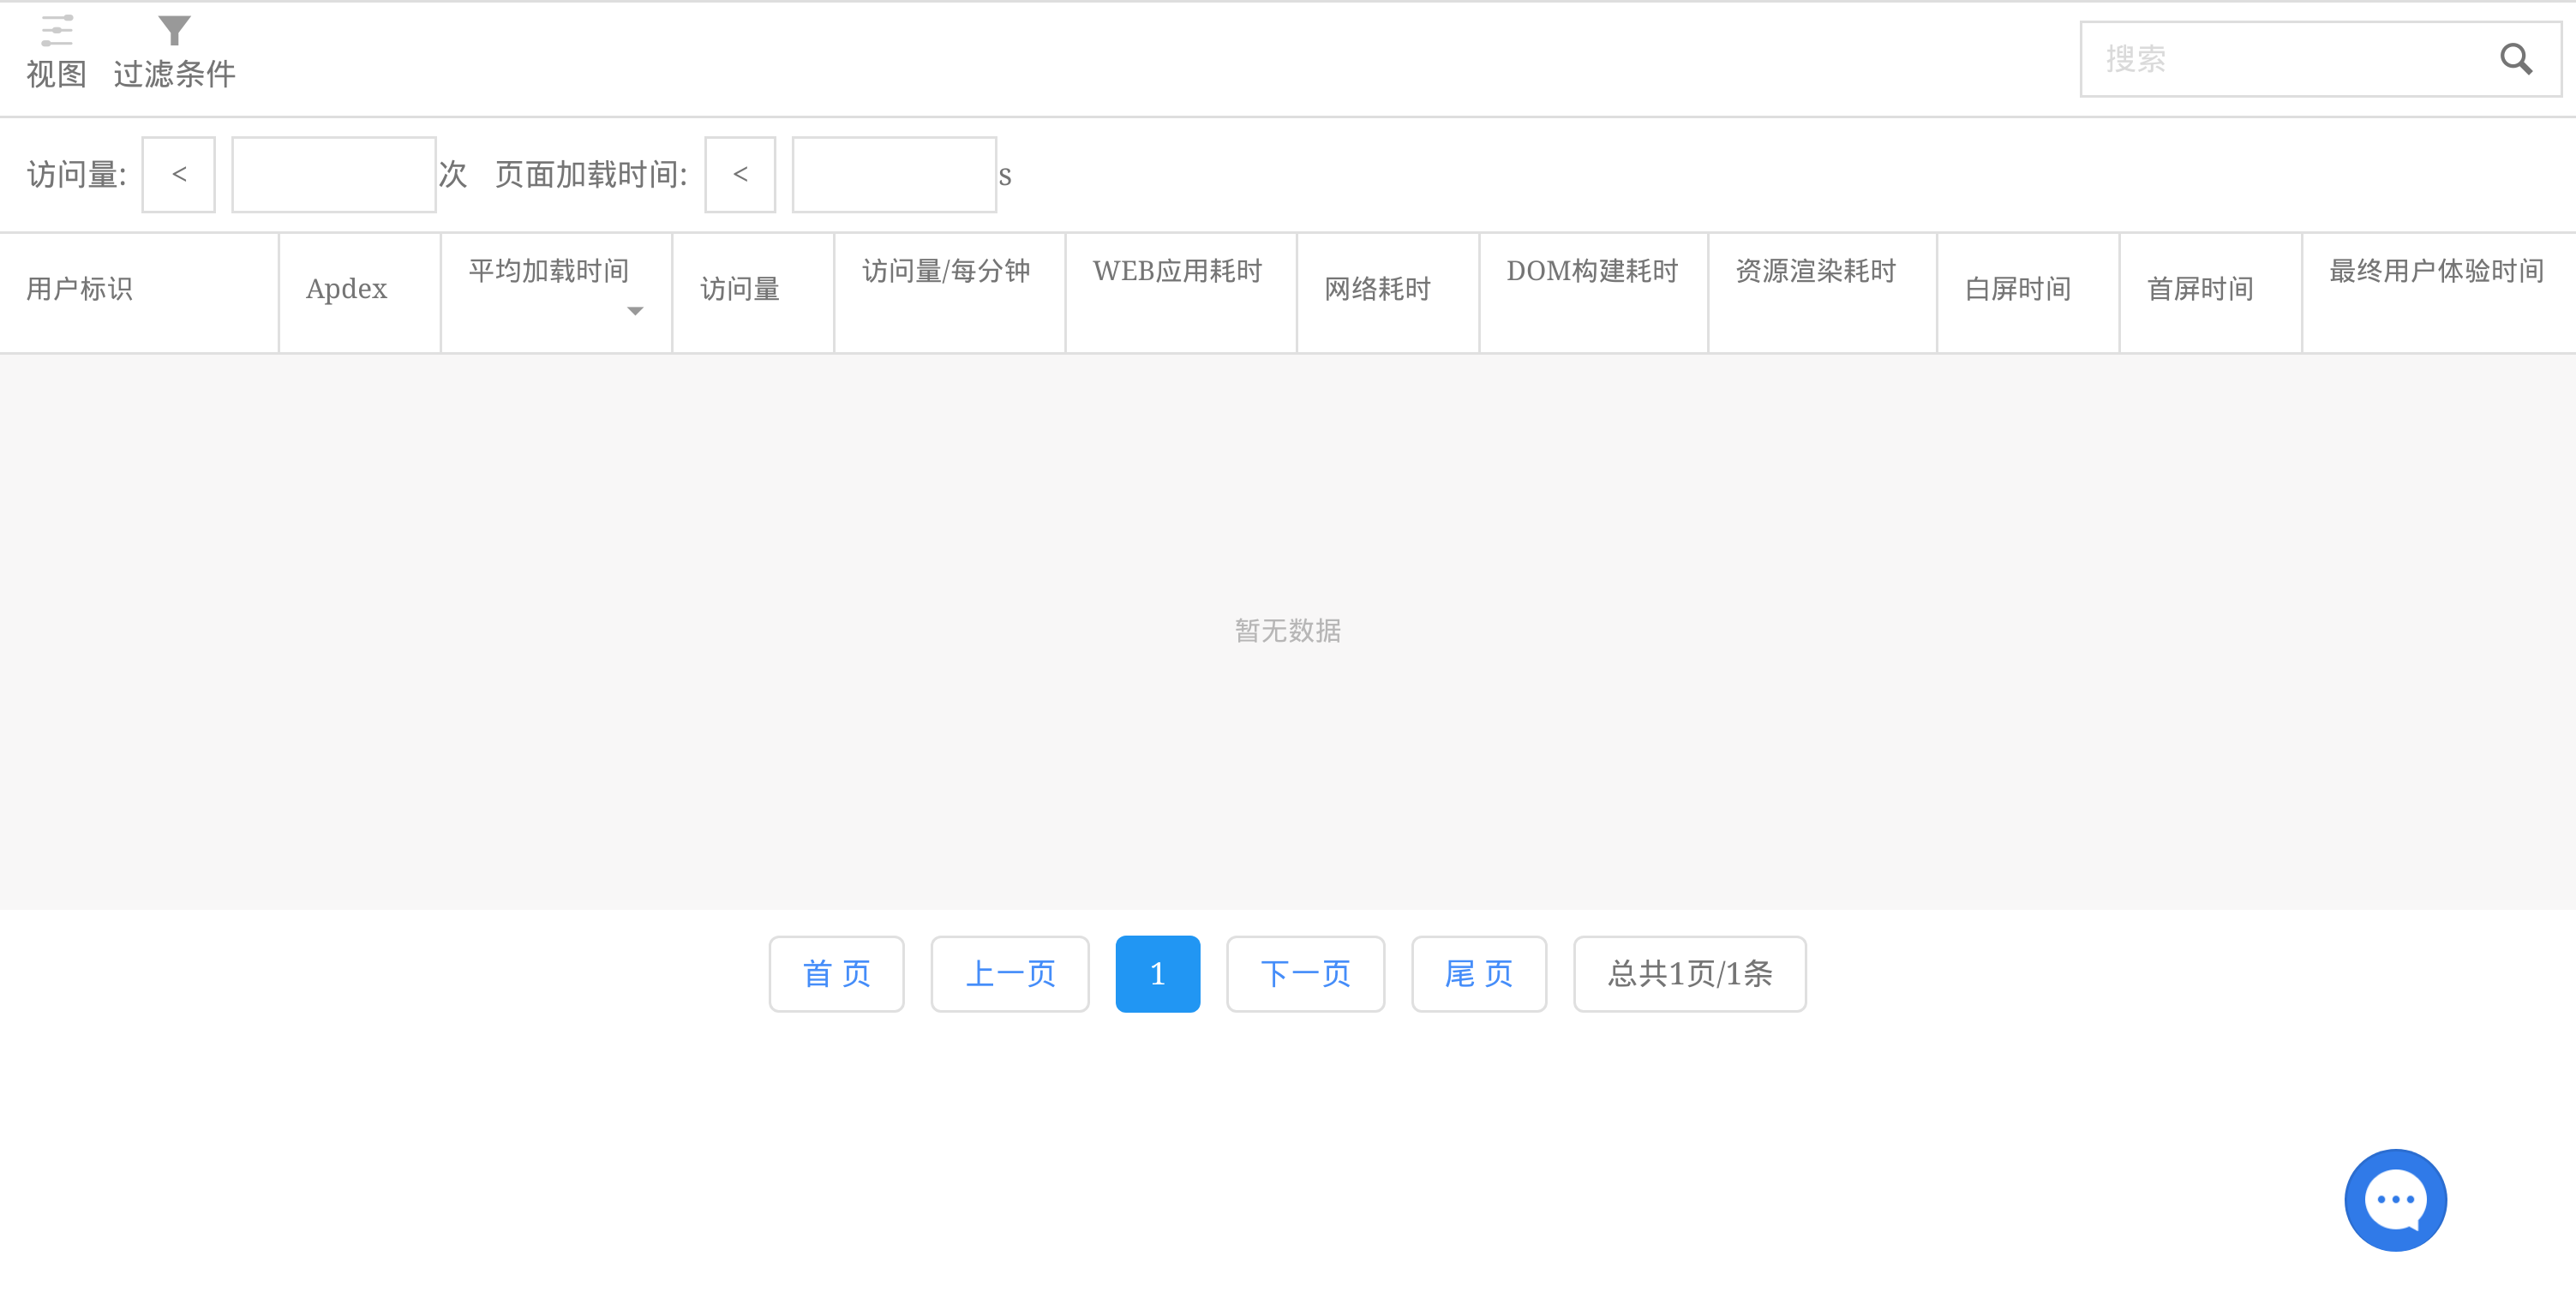 视图 过滤条件 搜索
访问量: < 次 页面加载时间: < s
用户标识 Apdex 平均加载时间 访问量 访问量/每分钟 WEB应用耗时 网络耗时 DOM构建耗时 资源渲染耗时 白屏时间 首屏时间 最终用户体验时间
暂无数据
首 页 上一页 1 下一页 尾 页 总共1页/1条